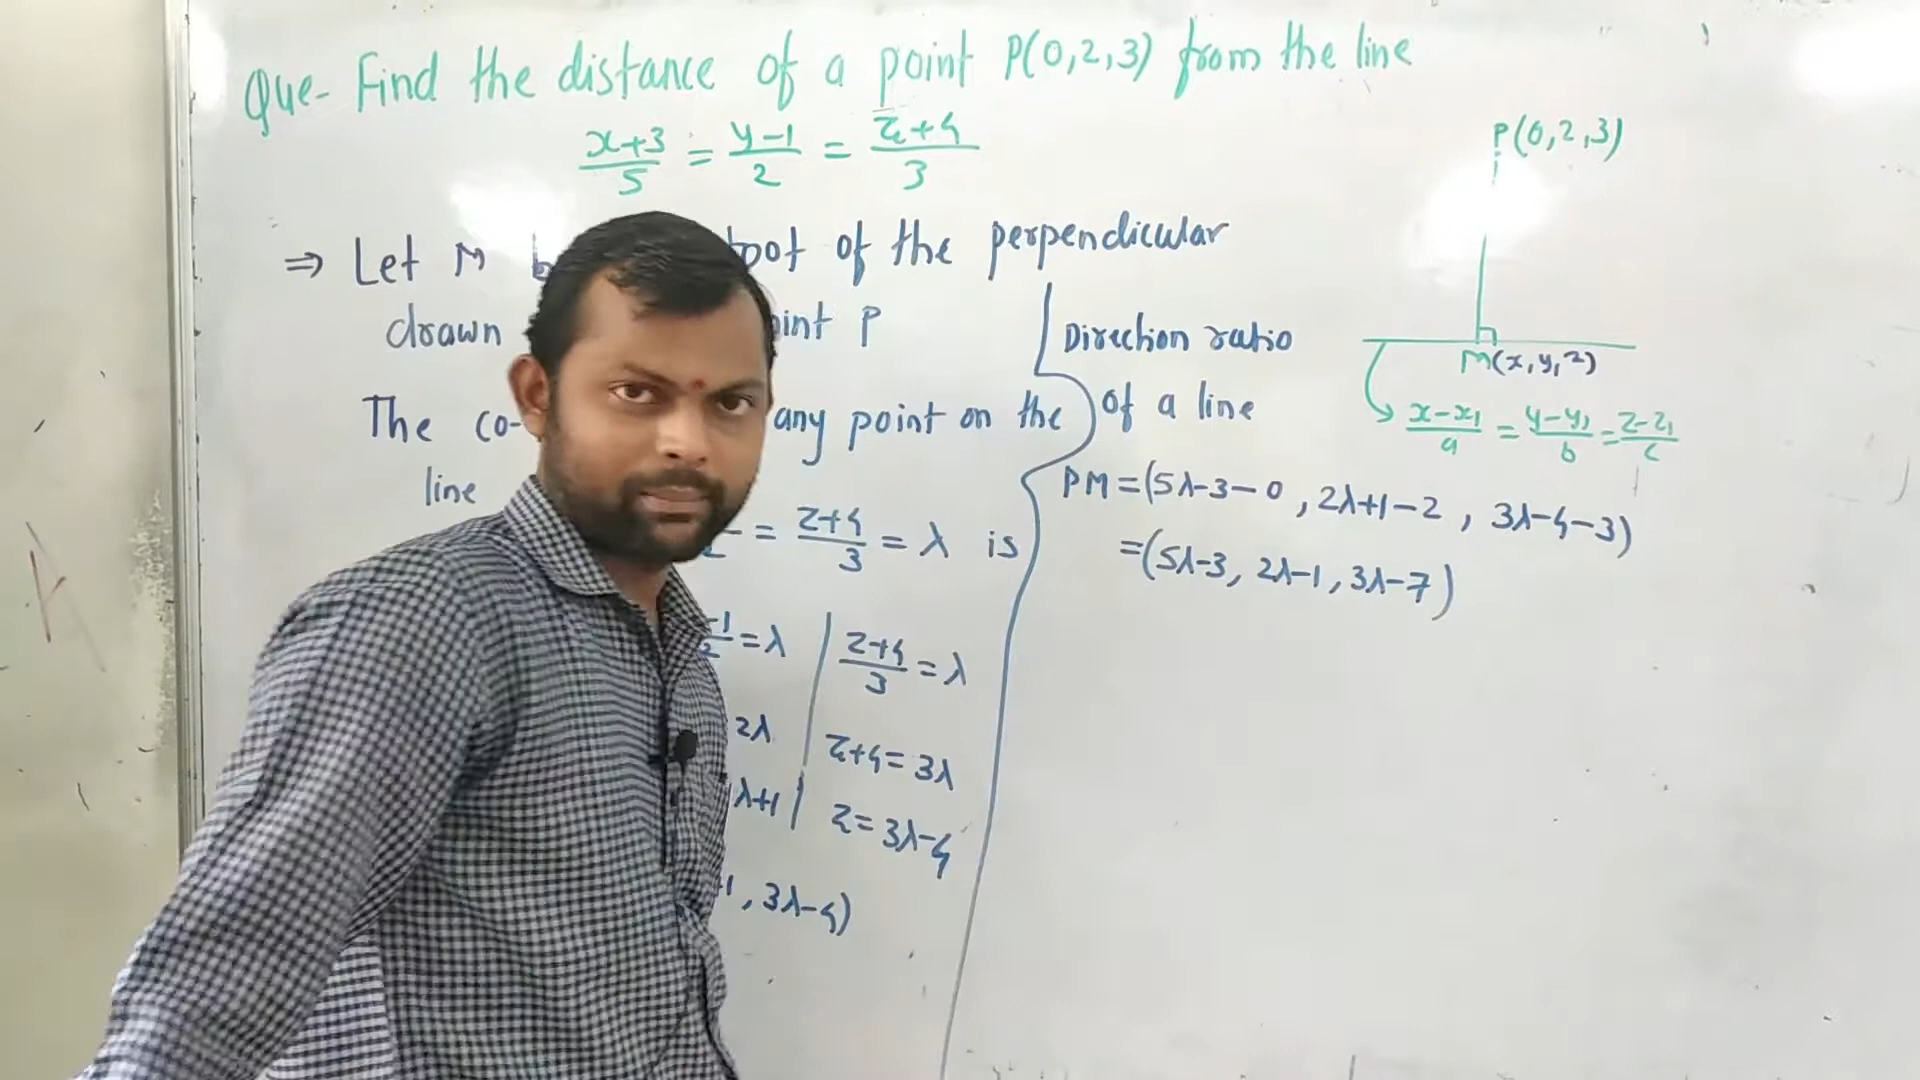 Que- Find the distance of a point P(0,2,3) from the line
x+3/5 = y-1/2 = z+4/3
⇒ Let M of the perpendicular
drawn P
The any point on the
line
= z+4/3 = λ is
=λ | z+4/3 = λ
2λ | z+4=3λ
λ+1 | z=3λ-4
, 3λ-4)
Direction ratio
of a line
PM=(5λ-3-0, 2λ+1-2, 3λ-4-3)
=(5λ-3, 2λ-1, 3λ-7)
P(0,2,3)
M(x,y,z)
x-x₁/a = y-y₁/b = z-z₁/c